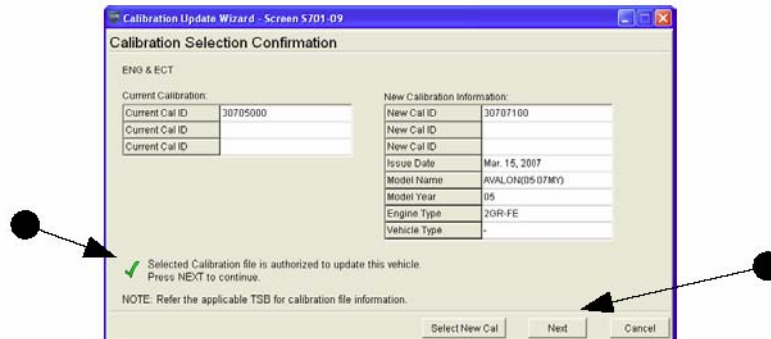 Calibration Update Wizard - Screen S701-09
Calibration Selection Confirmation
ENG & ECT
Current Calibration:
Current Cal ID 30705000
Current Cal ID
Current Cal ID
New Calibration Information:
New Cal ID 30707100
New Cal ID
New Cal ID
Issue Date Mar. 15, 2007
Model Name AVALON(05-07MY)
Model Year 05
Engine Type 2GR-FE
Vehicle Type -
Selected Calibration file is authorized to update this vehicle.
Press NEXT to continue.
NOTE: Refer the applicable TSB for calibration file information.
Select New Cal Next Cancel